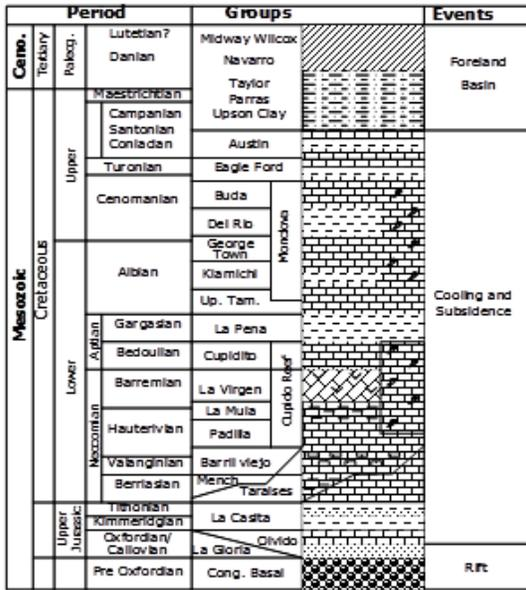 Period Groups Events
Ceno.
Tertiary
Paleog.
Lutetian?
Danian
Midway Wilcox
Navarro
Taylor
Parras
Upson Clay
Foreland
Basin
Mesozoic
Cretaceous
Upper
Maestrichtian
Campanian
Santonian
Coniadan
Austin
Turonian
Eagle Ford
Cenomanian
Buda
Del Rio
Mondova
Lower
Albian
George
Town
Kiamichi
Up. Tam.
Cooling and
Subsidence
Aptian
Gargasian
La Pena
Bedoulian
Cupidito
Cupido Reef
Neocomian
Barremian
La Virgen
La Mula
Hauterivian
Padilla
Valanginian
Barril viejo
Berriasian
Mench
Taraises
Upper
Jurassic
Tithonian
Kimmeridgian
La Casita
Oxfordian/
Callovian
Olvido
La Gloria
Pre Oxfordian
Cong. Basal
Rift